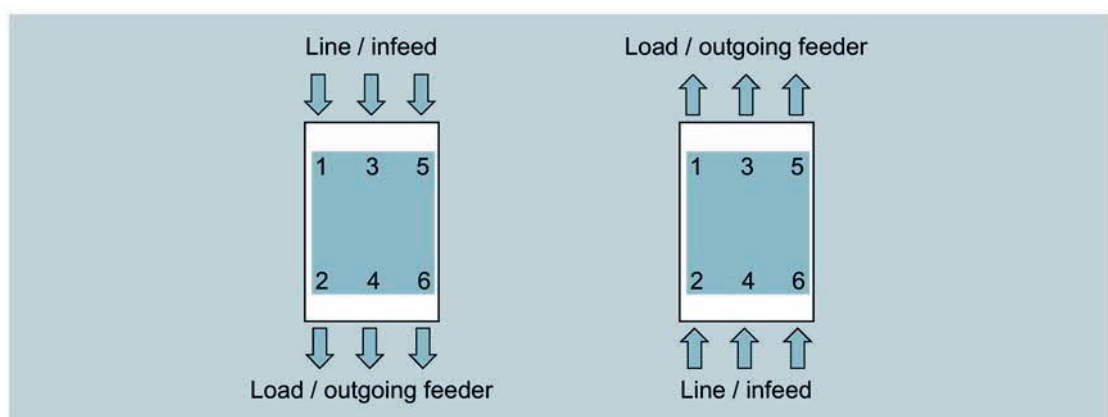 Line / infeed
1 3 5
2 4 6
Load / outgoing feeder
Load / outgoing feeder
1 3 5
2 4 6
Line / infeed